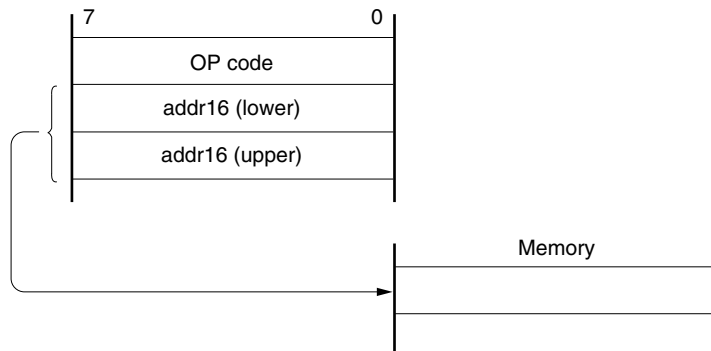 7 0
OP code
addr16 (lower)
addr16 (upper)
Memory